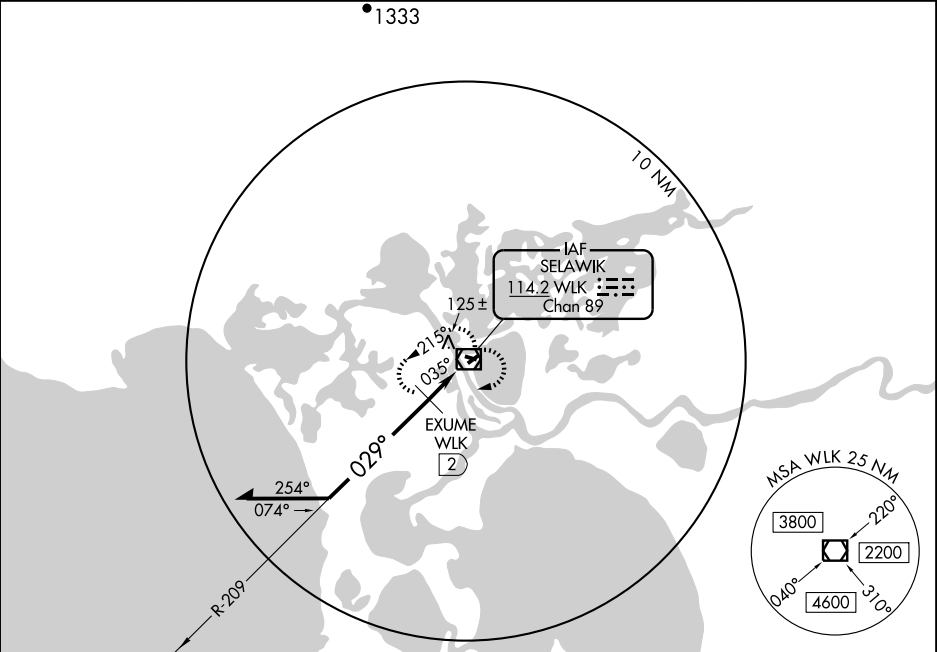 1333
10 NM
IAF
SELAWIK
114.2 WLK
Chan 89
125 ±
215°
035°
EXUME
WLK
2
029°
254°
074°
R-209
MSA WLK 25 NM
220°
3800
2200
040°
4600
310°